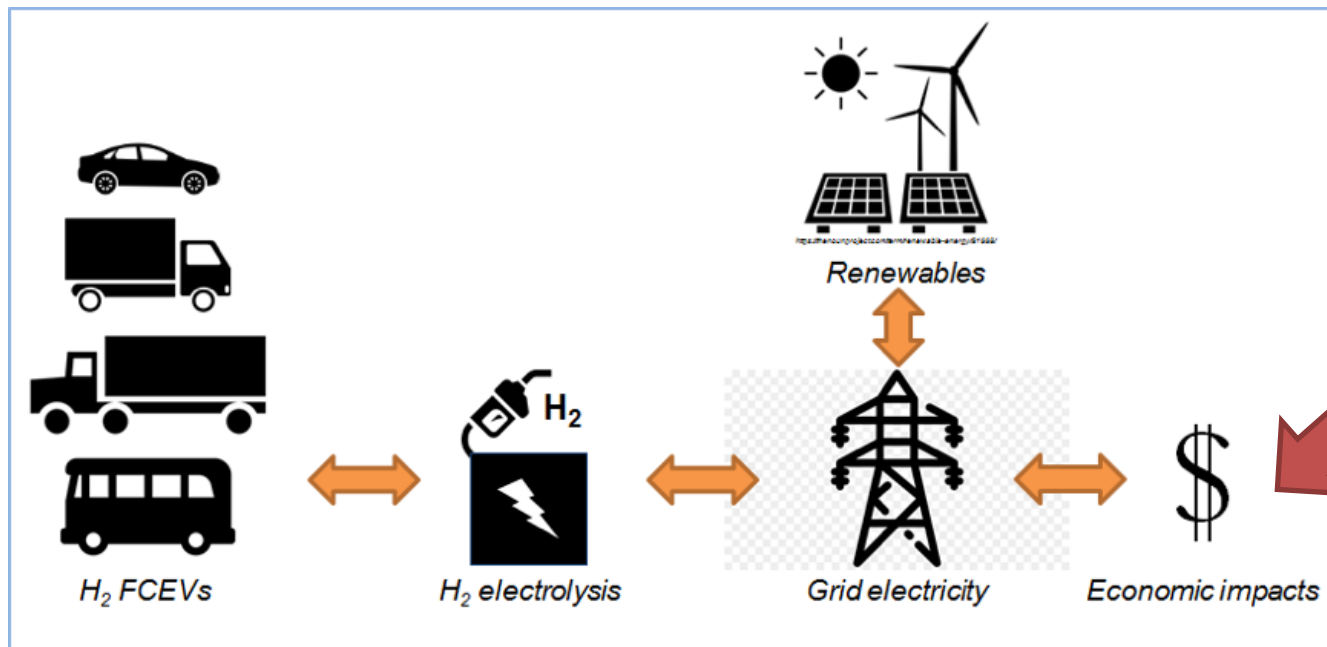 Renewables
H₂
$
H₂ FCEVs
H₂ electrolysis
Grid electricity
Economic impacts